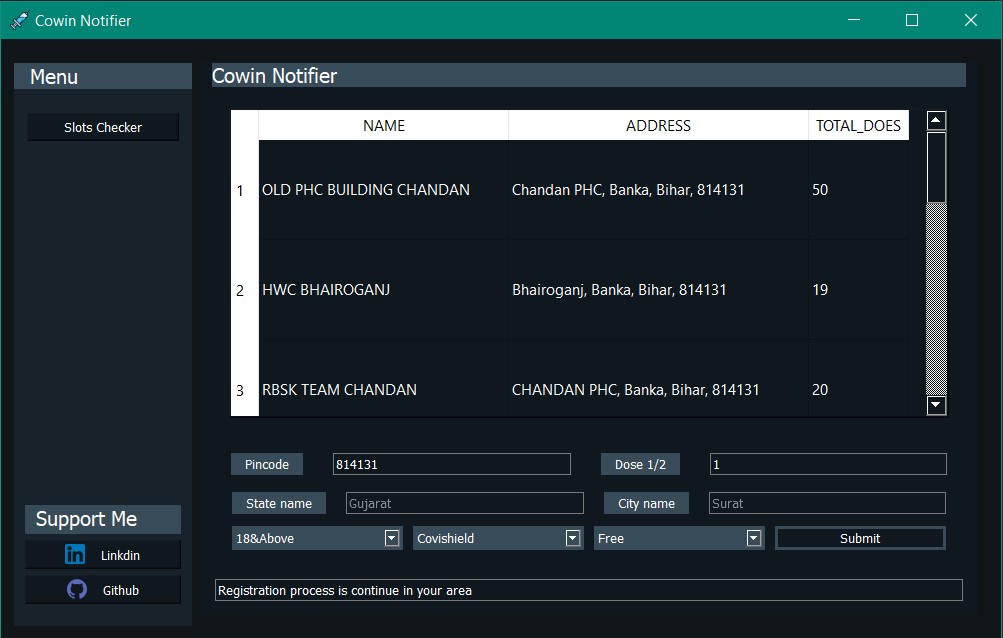 Cowin Notifier
Menu
Cowin Notifier
Slots Checker
NAME ADDRESS TOTAL_DOES
1 OLD PHC BUILDING CHANDAN Chandan PHC, Banka, Bihar, 814131 50
2 HWC BHAIROGANJ Bhairoganj, Banka, Bihar, 814131 19
3 RBSK TEAM CHANDAN CHANDAN PHC, Banka, Bihar, 814131 20
Pincode 814131 Dose 1/2 1
State name Gujarat City name Surat
18&Above Covishield Free Submit
Registration process is continue in your area
Support Me
Linkdin
Github